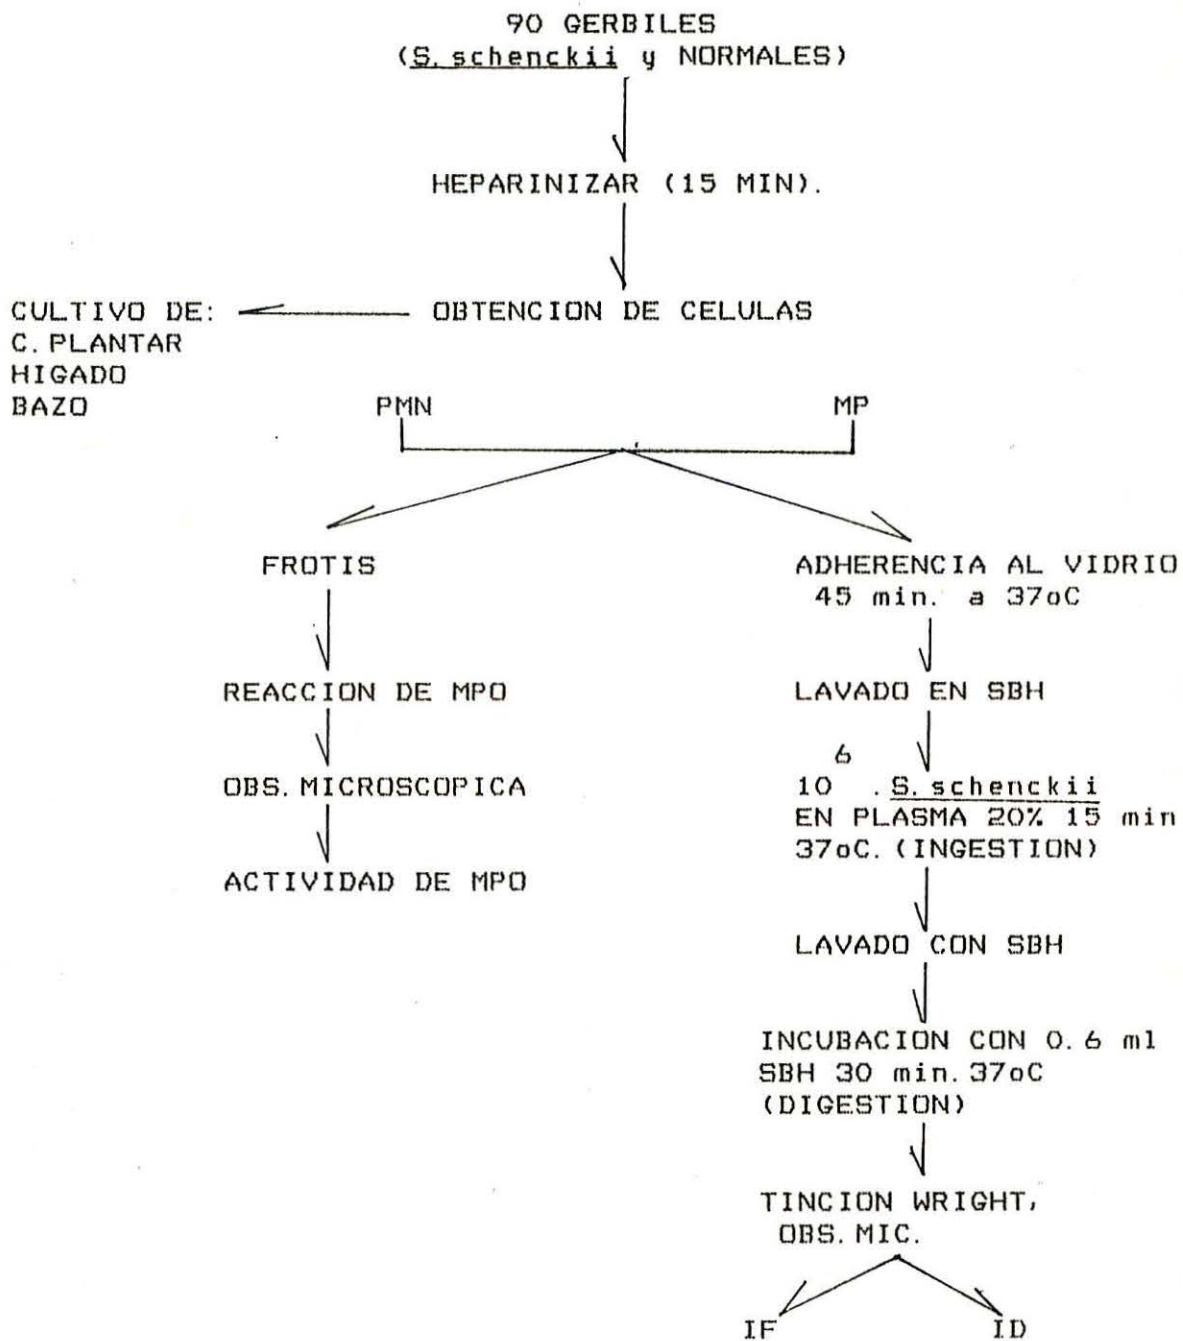 90 GERBILES
(S. schenckii y NORMALES)
HEPARINIZAR (15 MIN).
OBTENCION DE CELULAS
CULTIVO DE:
C. PLANTAR
HIGADO
BAZO
PMN
MP
FROTIS
REACCION DE MPO
OBS. MICROSCOPICA
ACTIVIDAD DE MPO
ADHERENCIA AL VIDRIO
45 min. a 37oC
LAVADO EN SBH
6
10 . S. schenckii
EN PLASMA 20% 15 min
37oC. (INGESTION)
LAVADO CON SBH
INCUBACION CON 0.6 ml
SBH 30 min. 37oC
(DIGESTION)
TINCION WRIGHT,
OBS. MIC.
IF
ID